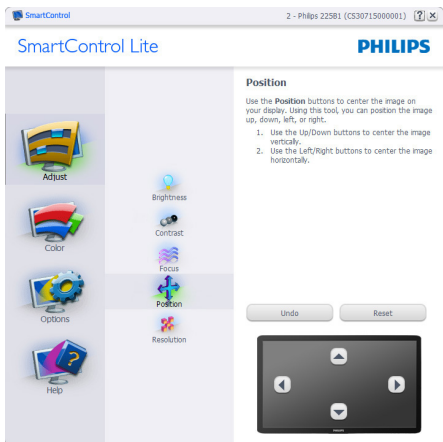 SmartControl
2 - Philips 225B1 (CS30715000001)
SmartControl Lite
PHILIPS
Adjust
Color
Options
Help
Brightness
Contrast
Focus
Position
Resolution
Position
Use the Position buttons to center the image on
your display. Using this tool, you can position the image
up, down, left, or right.
1. Use the Up/Down buttons to center the image
vertically.
2. Use the Left/Right buttons to center the image
horizontally.
Undo
Reset
PHILIPS